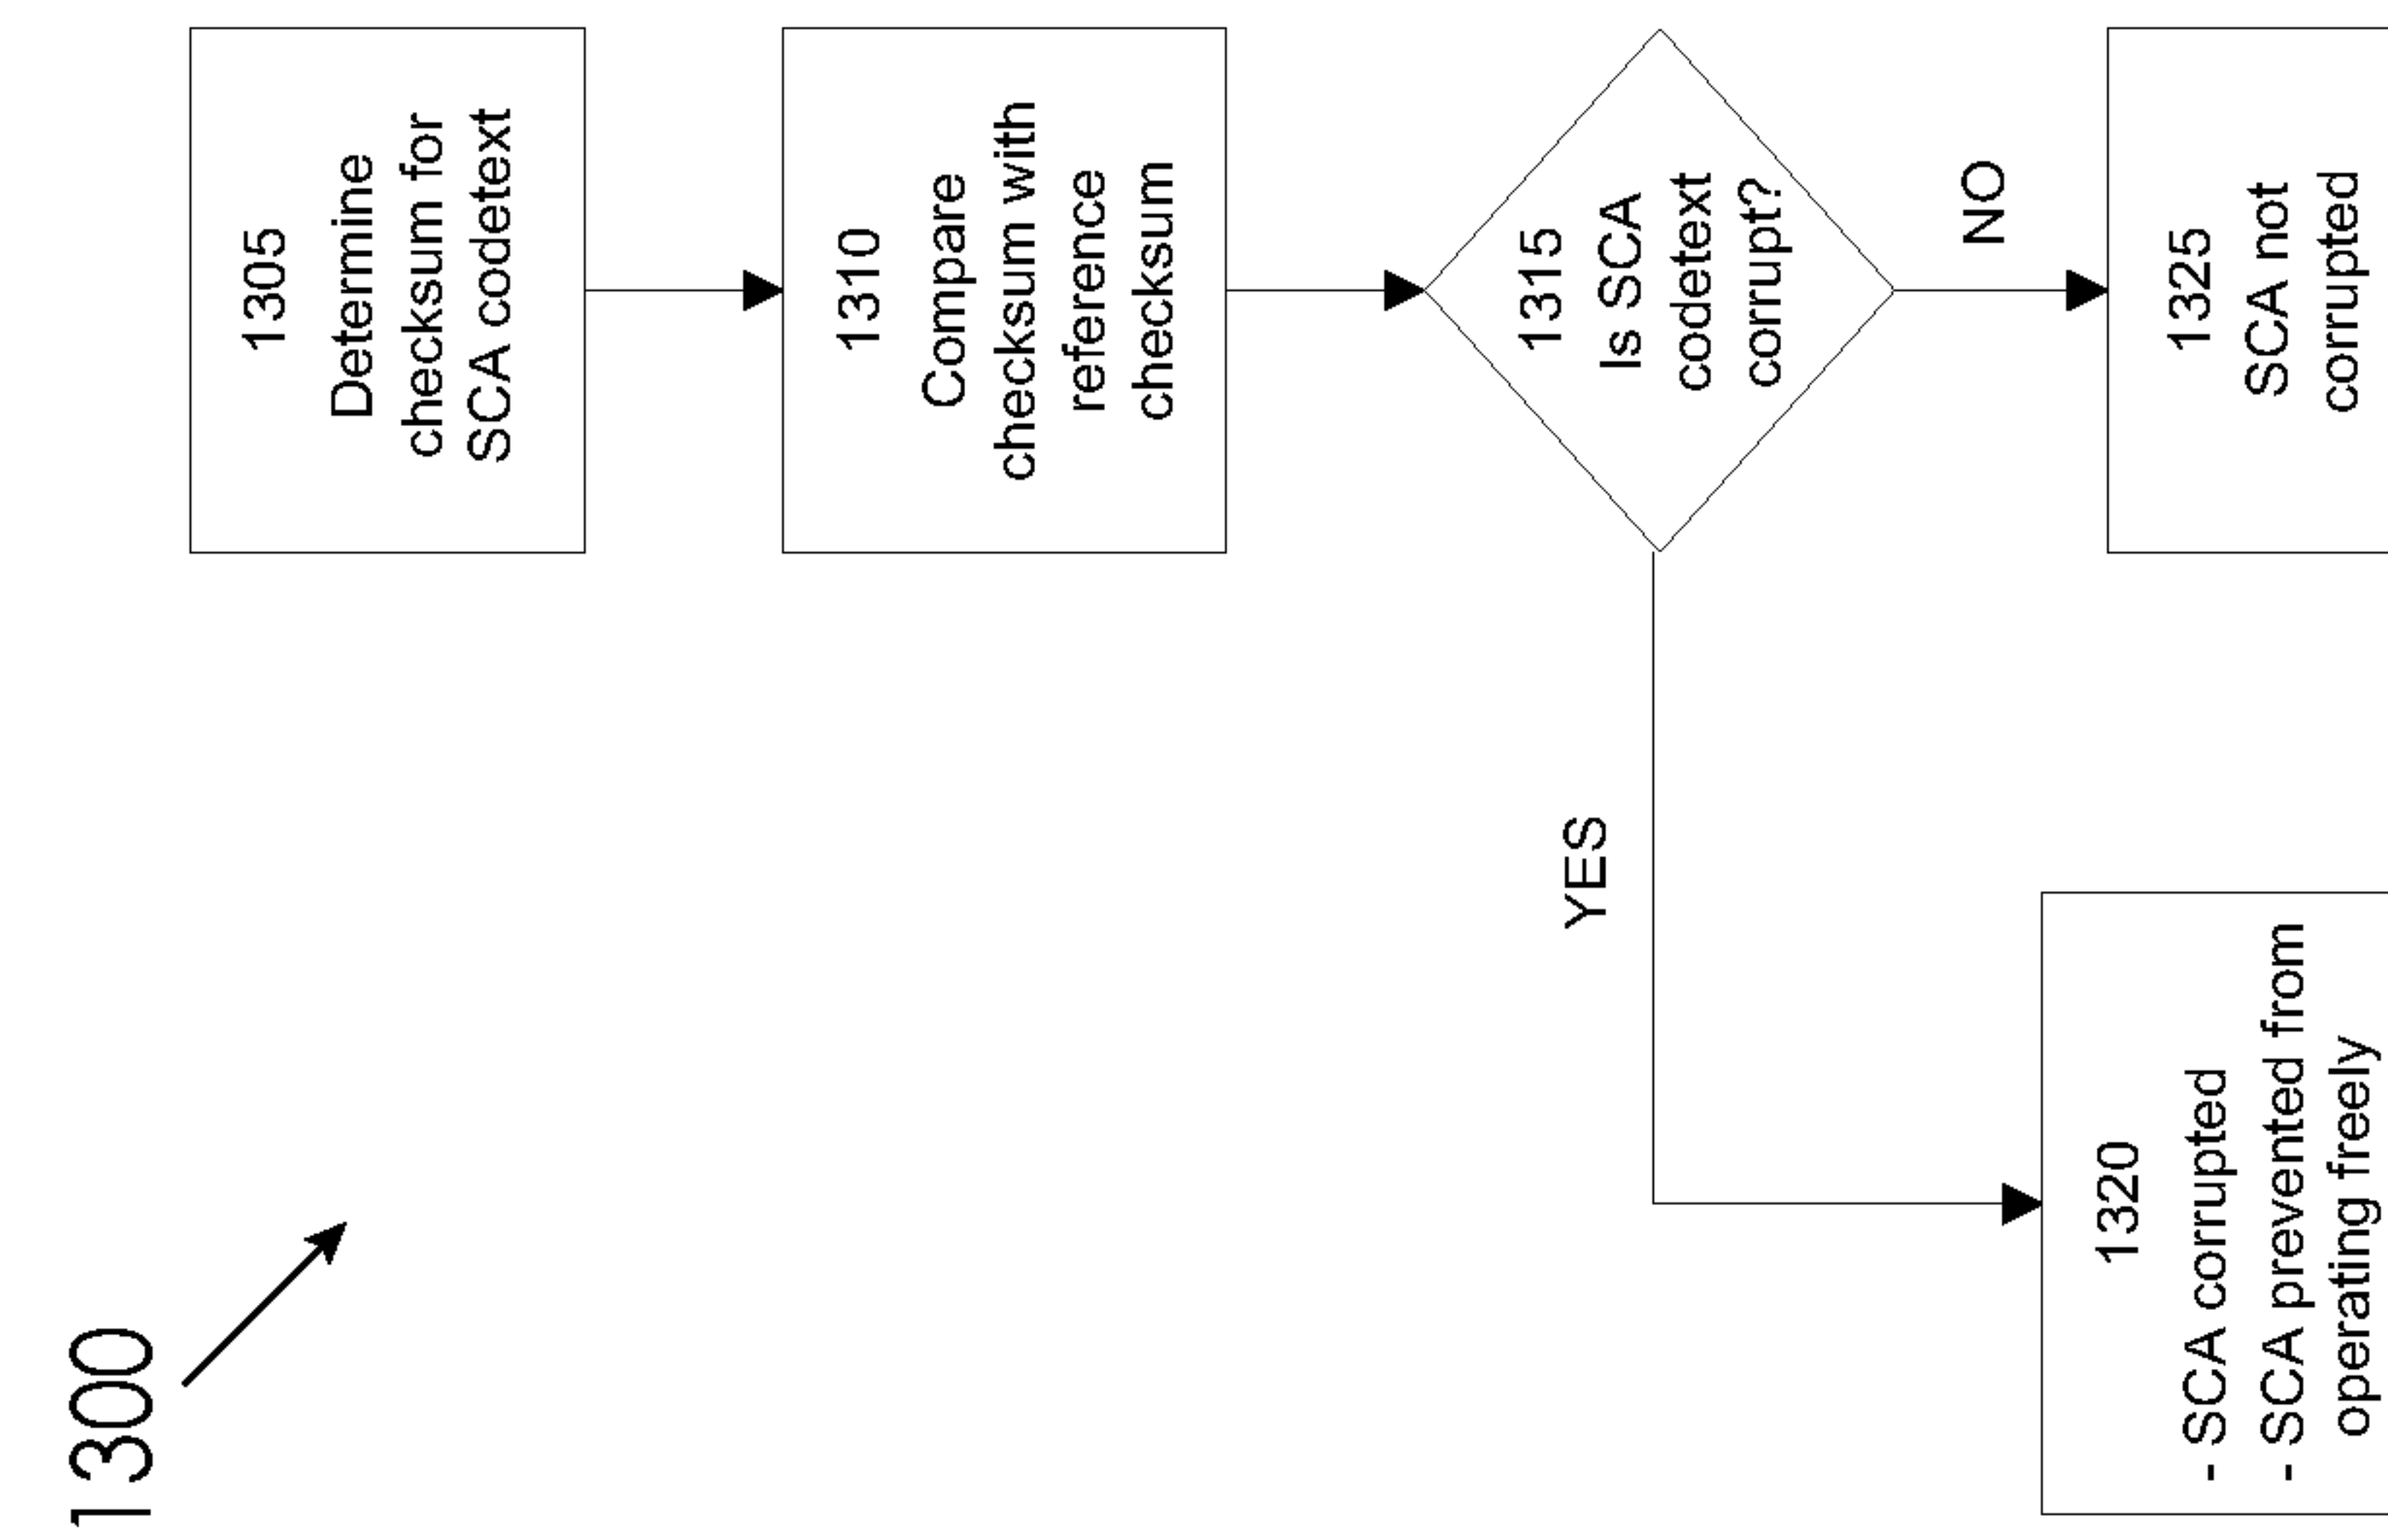 1300
1305
Determine
checksum for
SCA codetext
1310
Compare
checksum with
reference
checksum
1315
Is SCA
codetext
corrupt?
YES
NO
1320
- SCA corrupted
- SCA prevented from
operating freely
1325
SCA not
corrupted